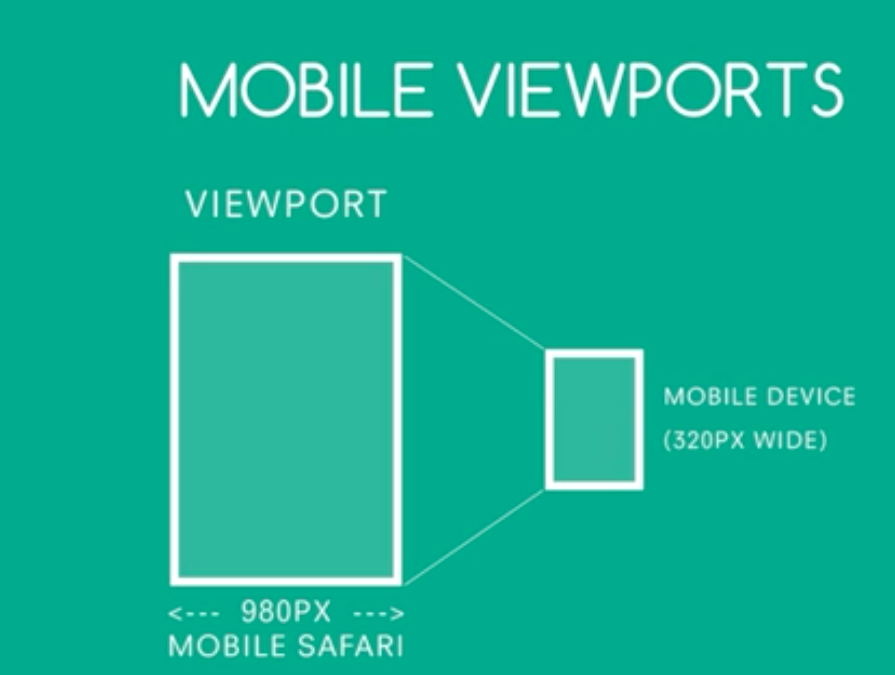 MOBILE VIEWPORTS
VIEWPORT
MOBILE DEVICE
(320PX WIDE)
<--- 980PX --->
MOBILE SAFARI